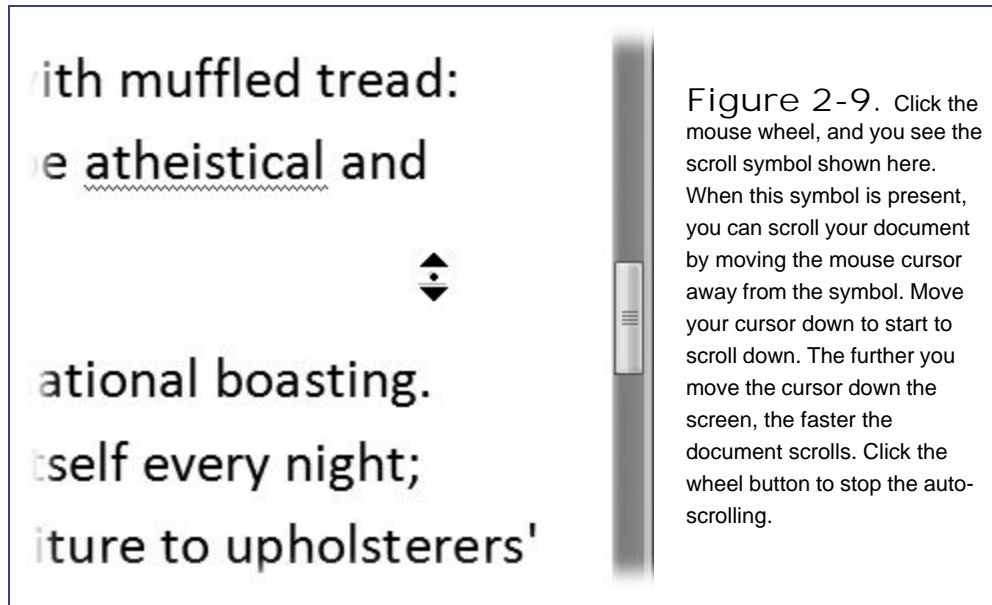 ith muffled tread:
e atheistical and
ational boasting.
self every night;
iture to upholsterers'
Figure 2-9. Click the
mouse wheel, and you see the
scroll symbol shown here.
When this symbol is present,
you can scroll your document
by moving the mouse cursor
away from the symbol. Move
your cursor down to start to
scroll down. The further you
move the cursor down the
screen, the faster the
document scrolls. Click the
wheel button to stop the auto-
scrolling.